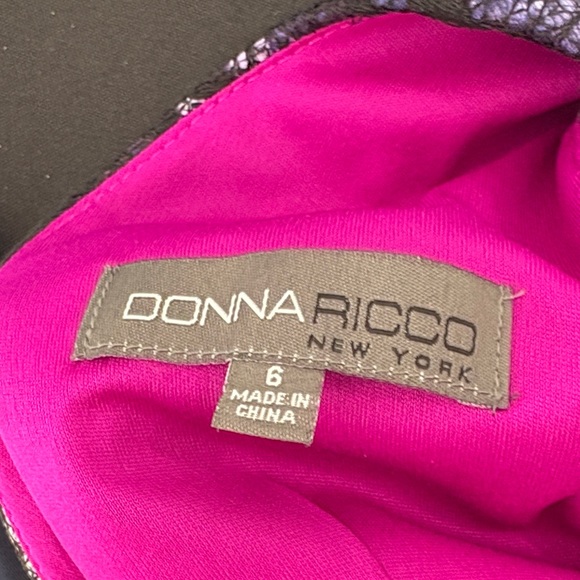 DONNA RICCO
NEW YORK
6
MADE IN
CHINA